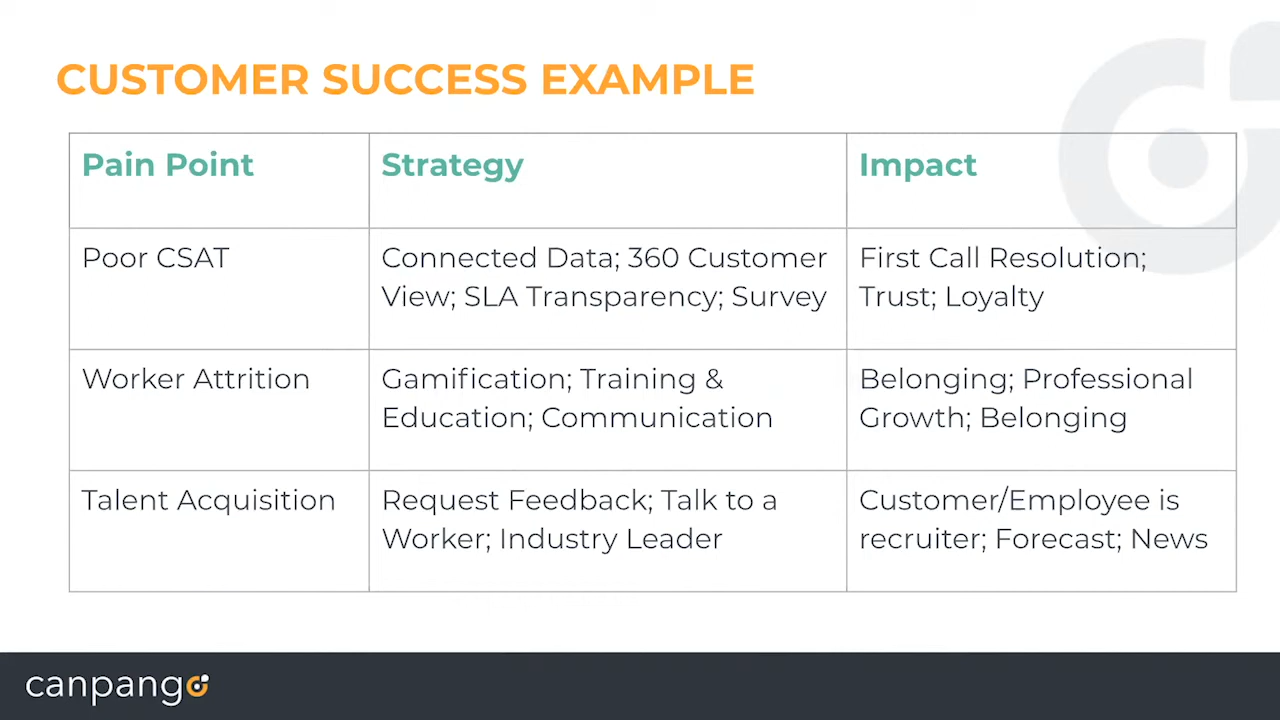 CUSTOMER SUCCESS EXAMPLE
Pain Point
Strategy
Impact
Poor CSAT
Connected Data; 360 Customer
View; SLA Transparency; Survey
First Call Resolution;
Trust; Loyalty
Worker Attrition
Gamification; Training &
Education; Communication
Belonging; Professional
Growth; Belonging
Talent Acquisition
Request Feedback; Talk to a
Worker; Industry Leader
Customer/Employee is
recruiter; Forecast; News
canpango